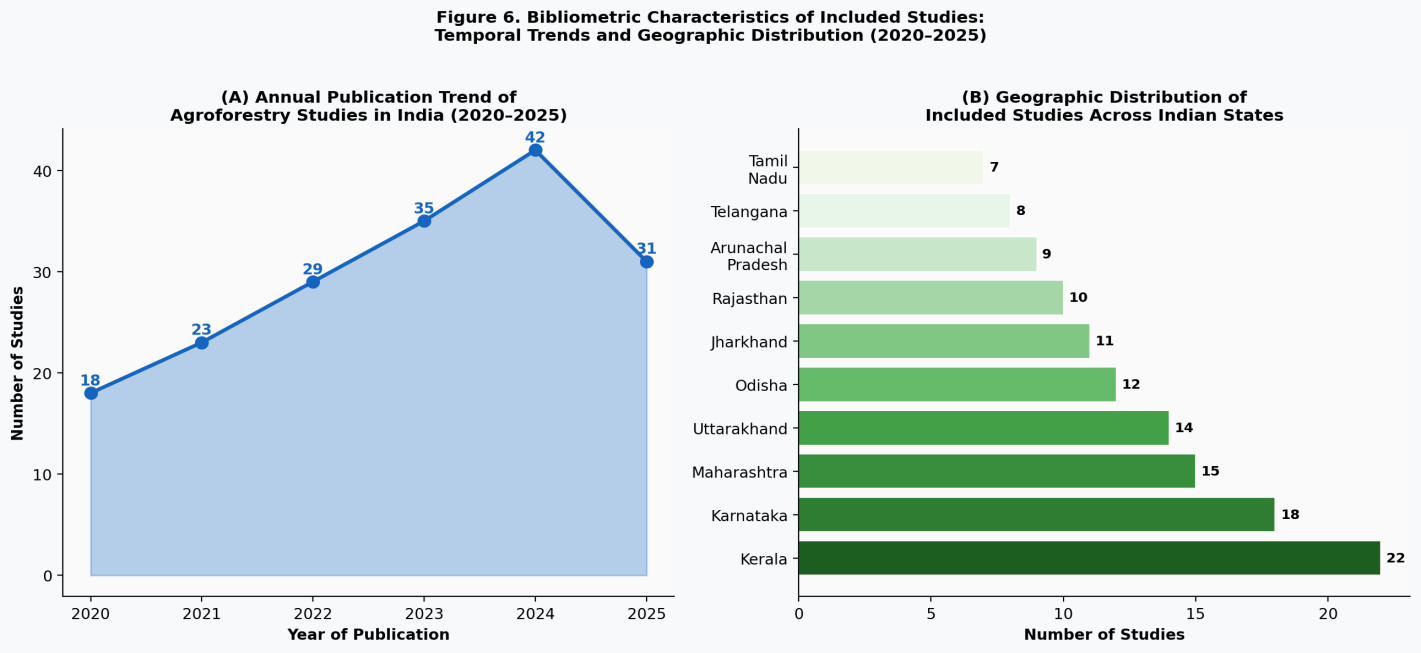 Figure 6. Bibliometric Characteristics of Included Studies:
Temporal Trends and Geographic Distribution (2020–2025)
(A) Annual Publication Trend of
Agroforestry Studies in India (2020–2025)
Number of Studies
40
30
20
10
0
18
23
29
35
42
31
2020
2021
2022
2023
2024
2025
Year of Publication
(B) Geographic Distribution of
Included Studies Across Indian States
Tamil
Nadu
7
Telangana
8
Arunachal
Pradesh
9
Rajasthan
10
Jharkhand
11
Odisha
12
Uttarakhand
14
Maharashtra
15
Karnataka
18
Kerala
22
0
5
10
15
20
Number of Studies